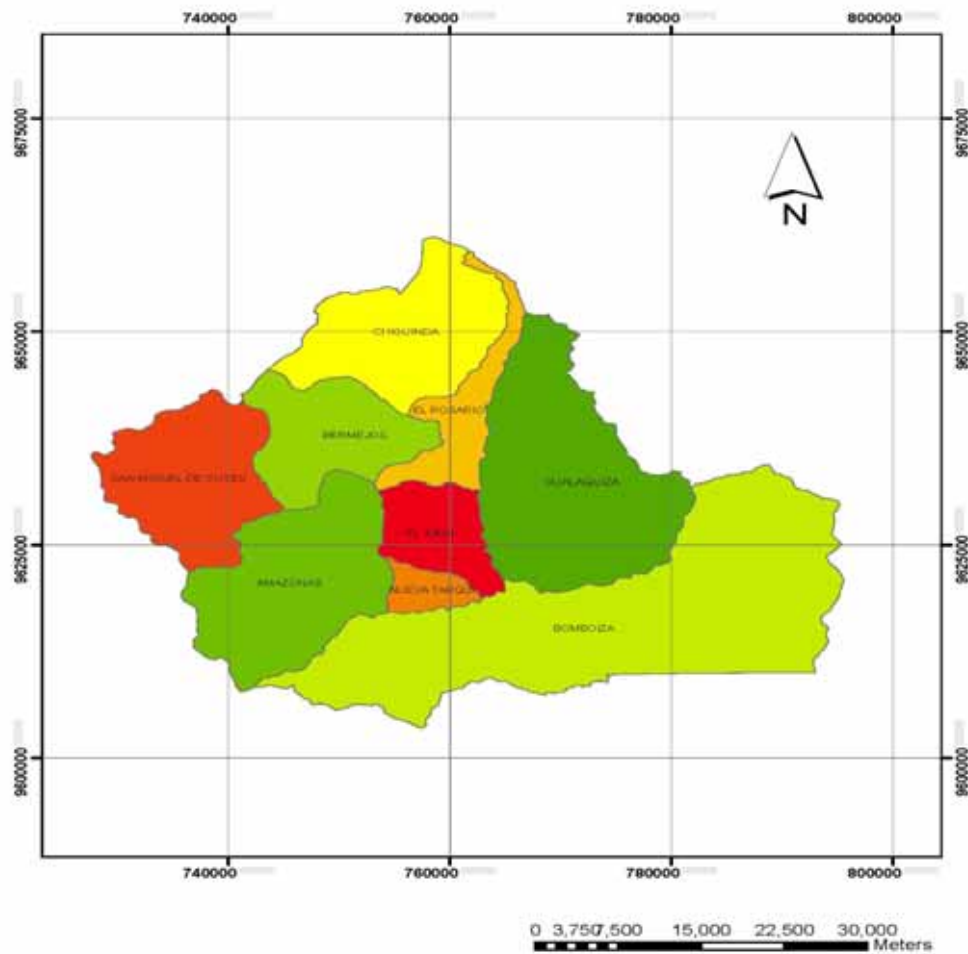 740000 760000 780000 800000
9675000 9675000
N
CHIGUINDA
9650000 9650000
EL ROSARIO
BERMEJOS
SAN MIGUEL DE CUYES
GUALAQUIZA
EL IDEAL
9625000 9625000
AMAZONAS
NUEVA TARQUI
BOMBOIZA
9600000 9600000
740000 760000 780000 800000
0 3,750 7,500 15,000 22,500 30,000
Meters